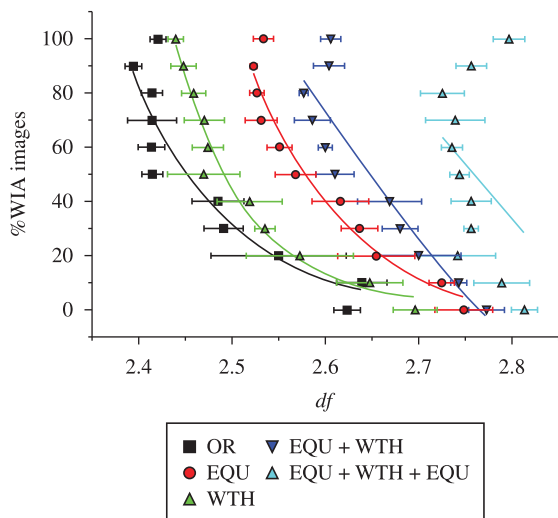 %WIA images
100
80
60
40
20
0
2.4 2.5 2.6 2.7 2.8
df
OR EQU + WTH
EQU EQU + WTH + EQU
WTH